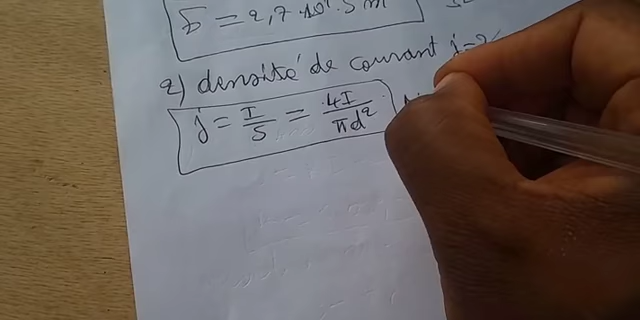 δ = 2,7 · 10⁷ · S m
2) densité de courant j = ?
j = I/S = 4I/πd²